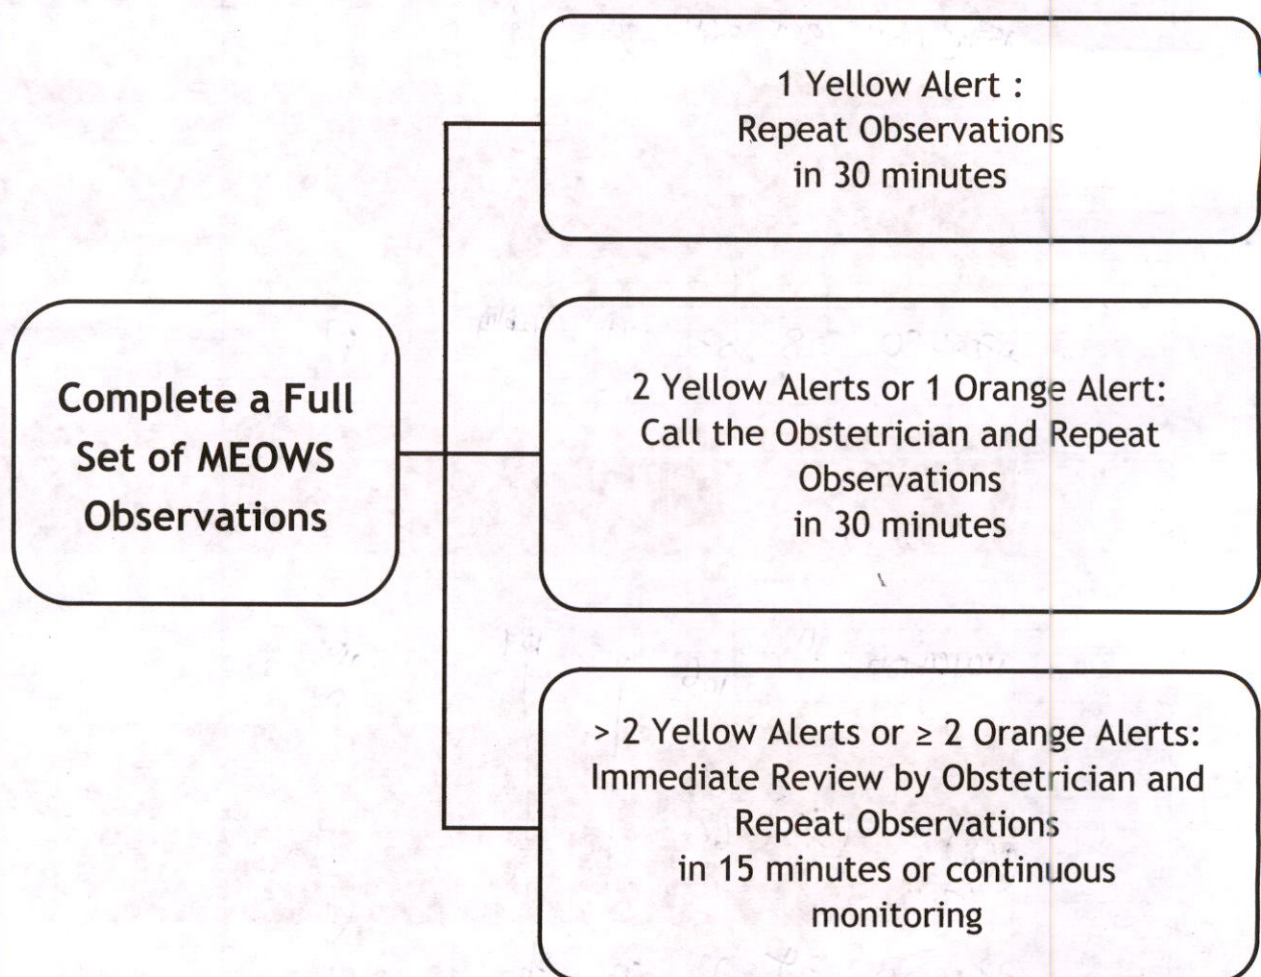 Complete a Full
Set of MEOWS
Observations
1 Yellow Alert :
Repeat Observations
in 30 minutes
2 Yellow Alerts or 1 Orange Alert:
Call the Obstetrician and Repeat
Observations
in 30 minutes
> 2 Yellow Alerts or ≥ 2 Orange Alerts:
Immediate Review by Obstetrician and
Repeat Observations
in 15 minutes or continuous
monitoring